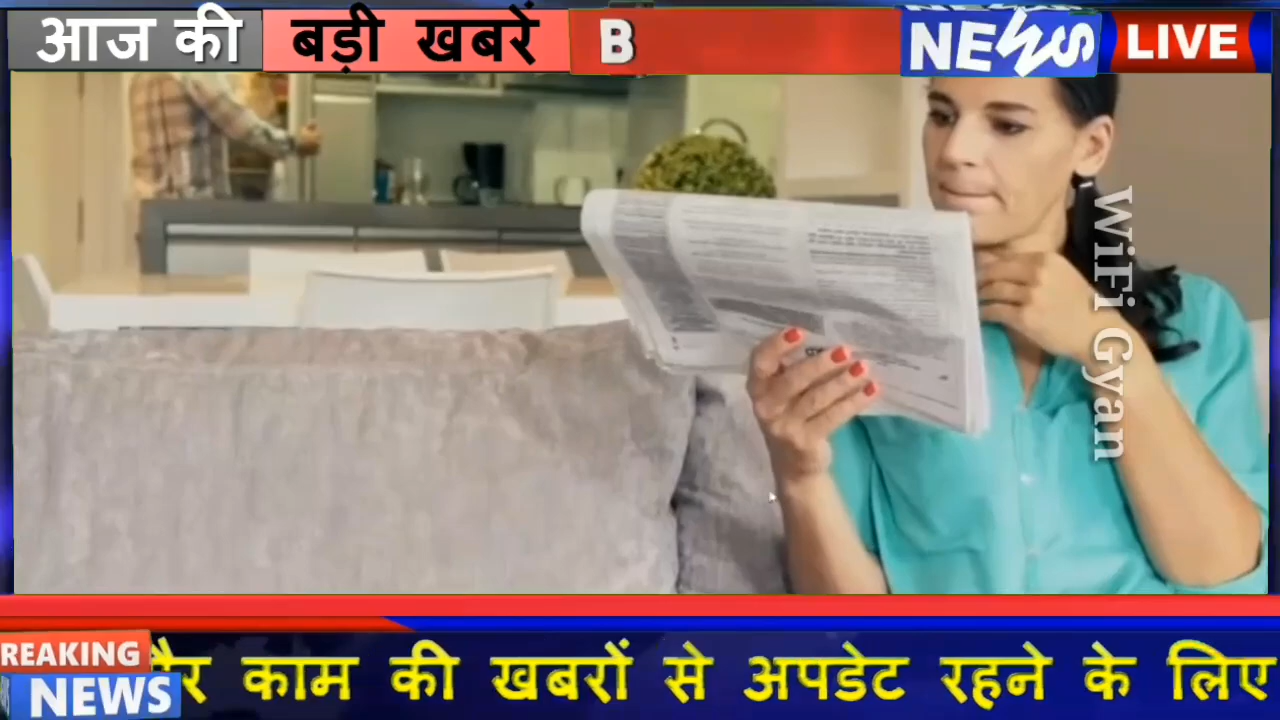 आज की बड़ी खबरें B NEWS LIVE
WiFi Gyan
REAKING
NEWS
ैर काम की खबरों से अपडेट रहने के लिए